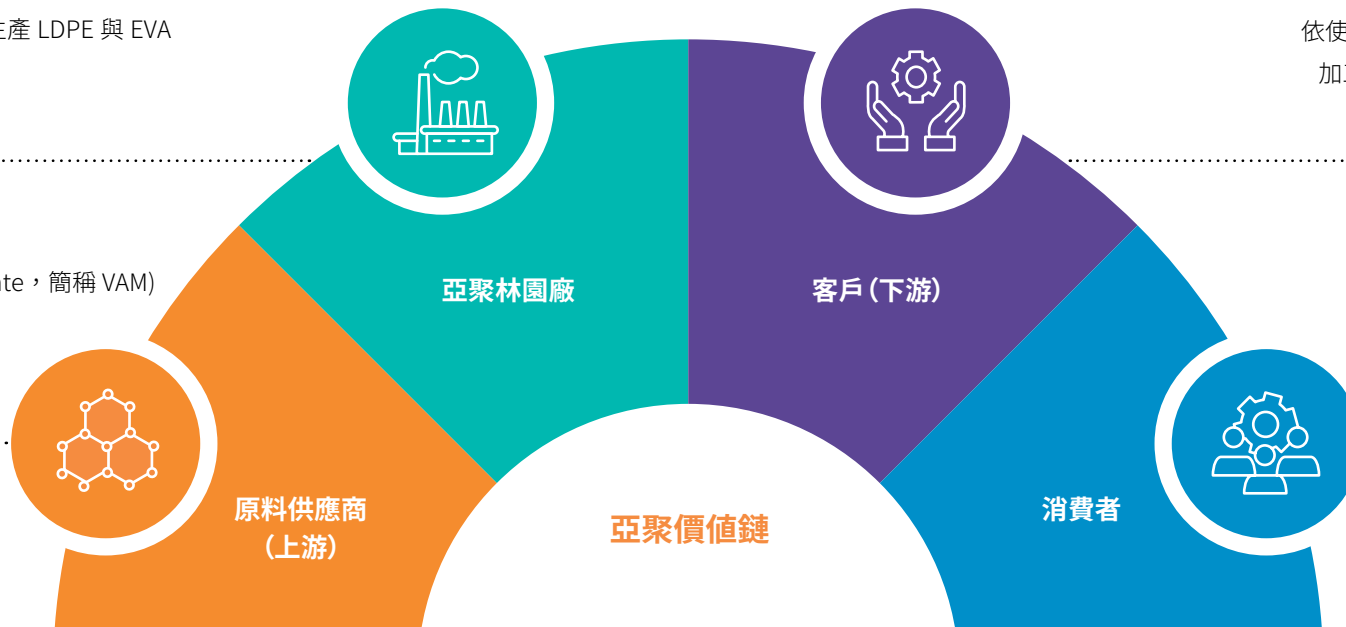 生產 LDPE 與 EVA
依使
加工
亞聚林園廠
客戶(下游)
簡稱 VAM)
原料供應商
(上游)
亞聚價值鏈
消費者